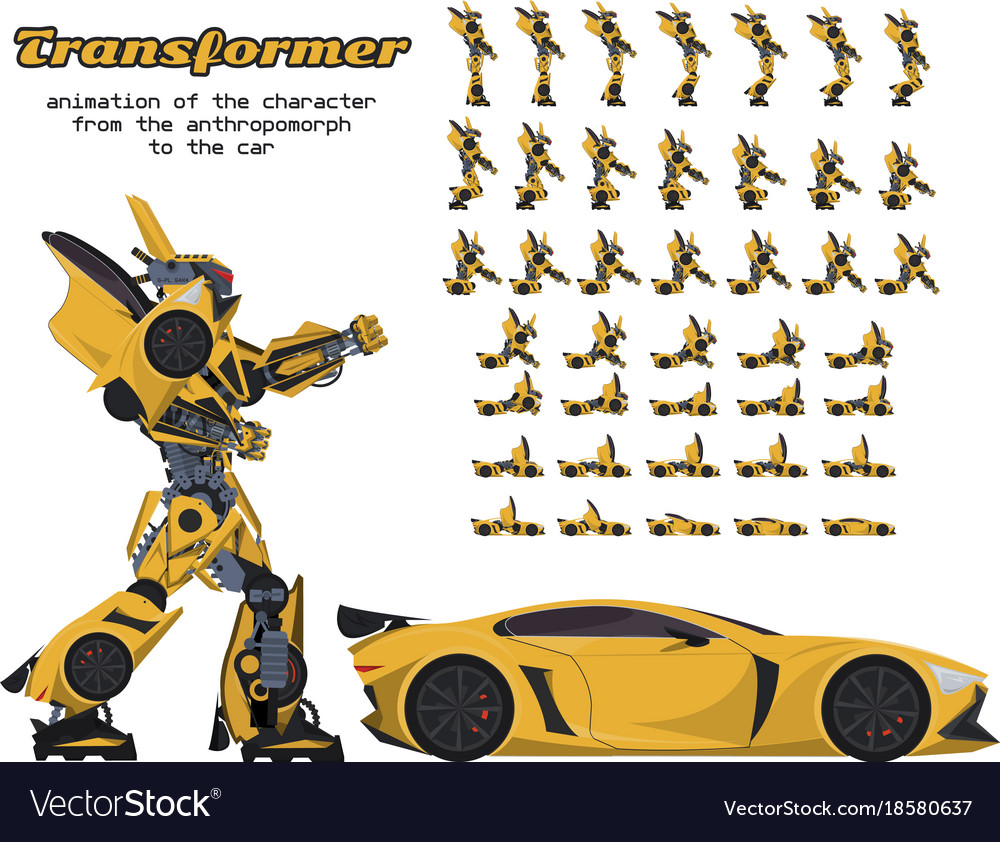 Transformer
animation of the character
from the anthropomorph
to the car
VectorStock®
VectorStock.com/18580637